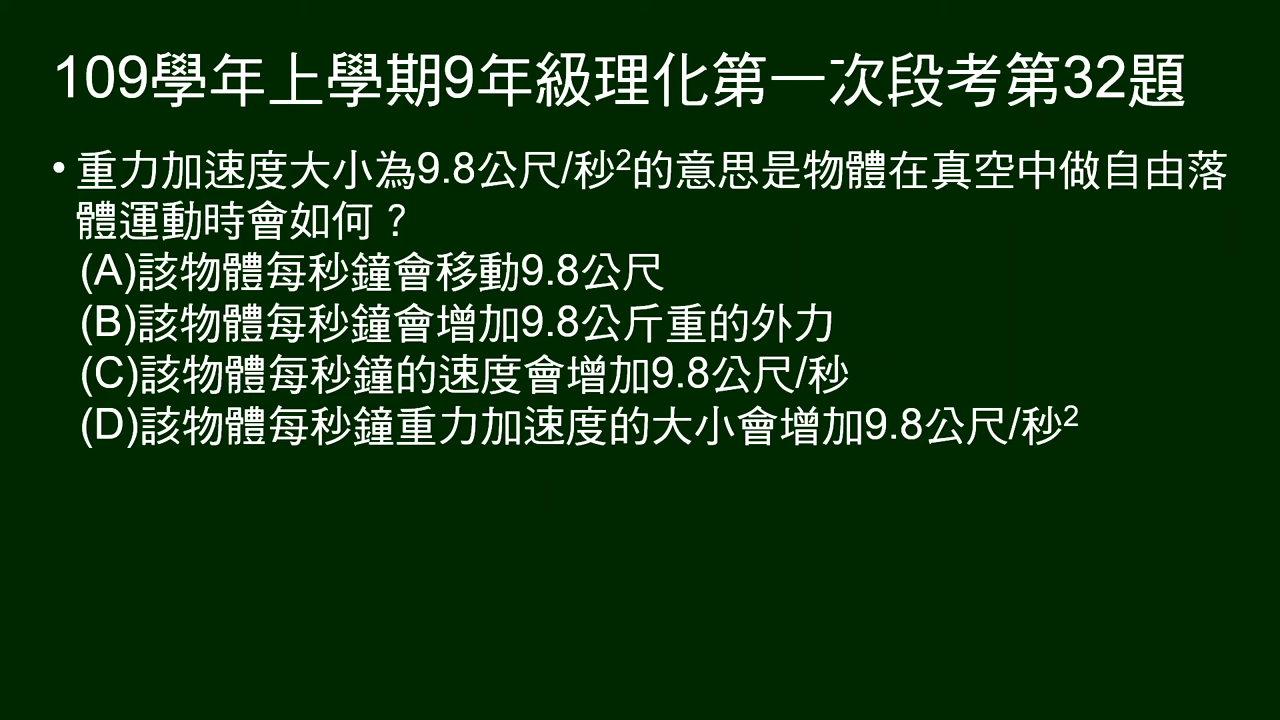 109學年上學期9年級理化第一次段考第32題
• 重力加速度大小為9.8公尺/秒²的意思是物體在真空中做自由落
體運動時會如何？
(A)該物體每秒鐘會移動9.8公尺
(B)該物體每秒鐘會增加9.8公斤重的外力
(C)該物體每秒鐘的速度會增加9.8公尺/秒
(D)該物體每秒鐘重力加速度的大小會增加9.8公尺/秒²